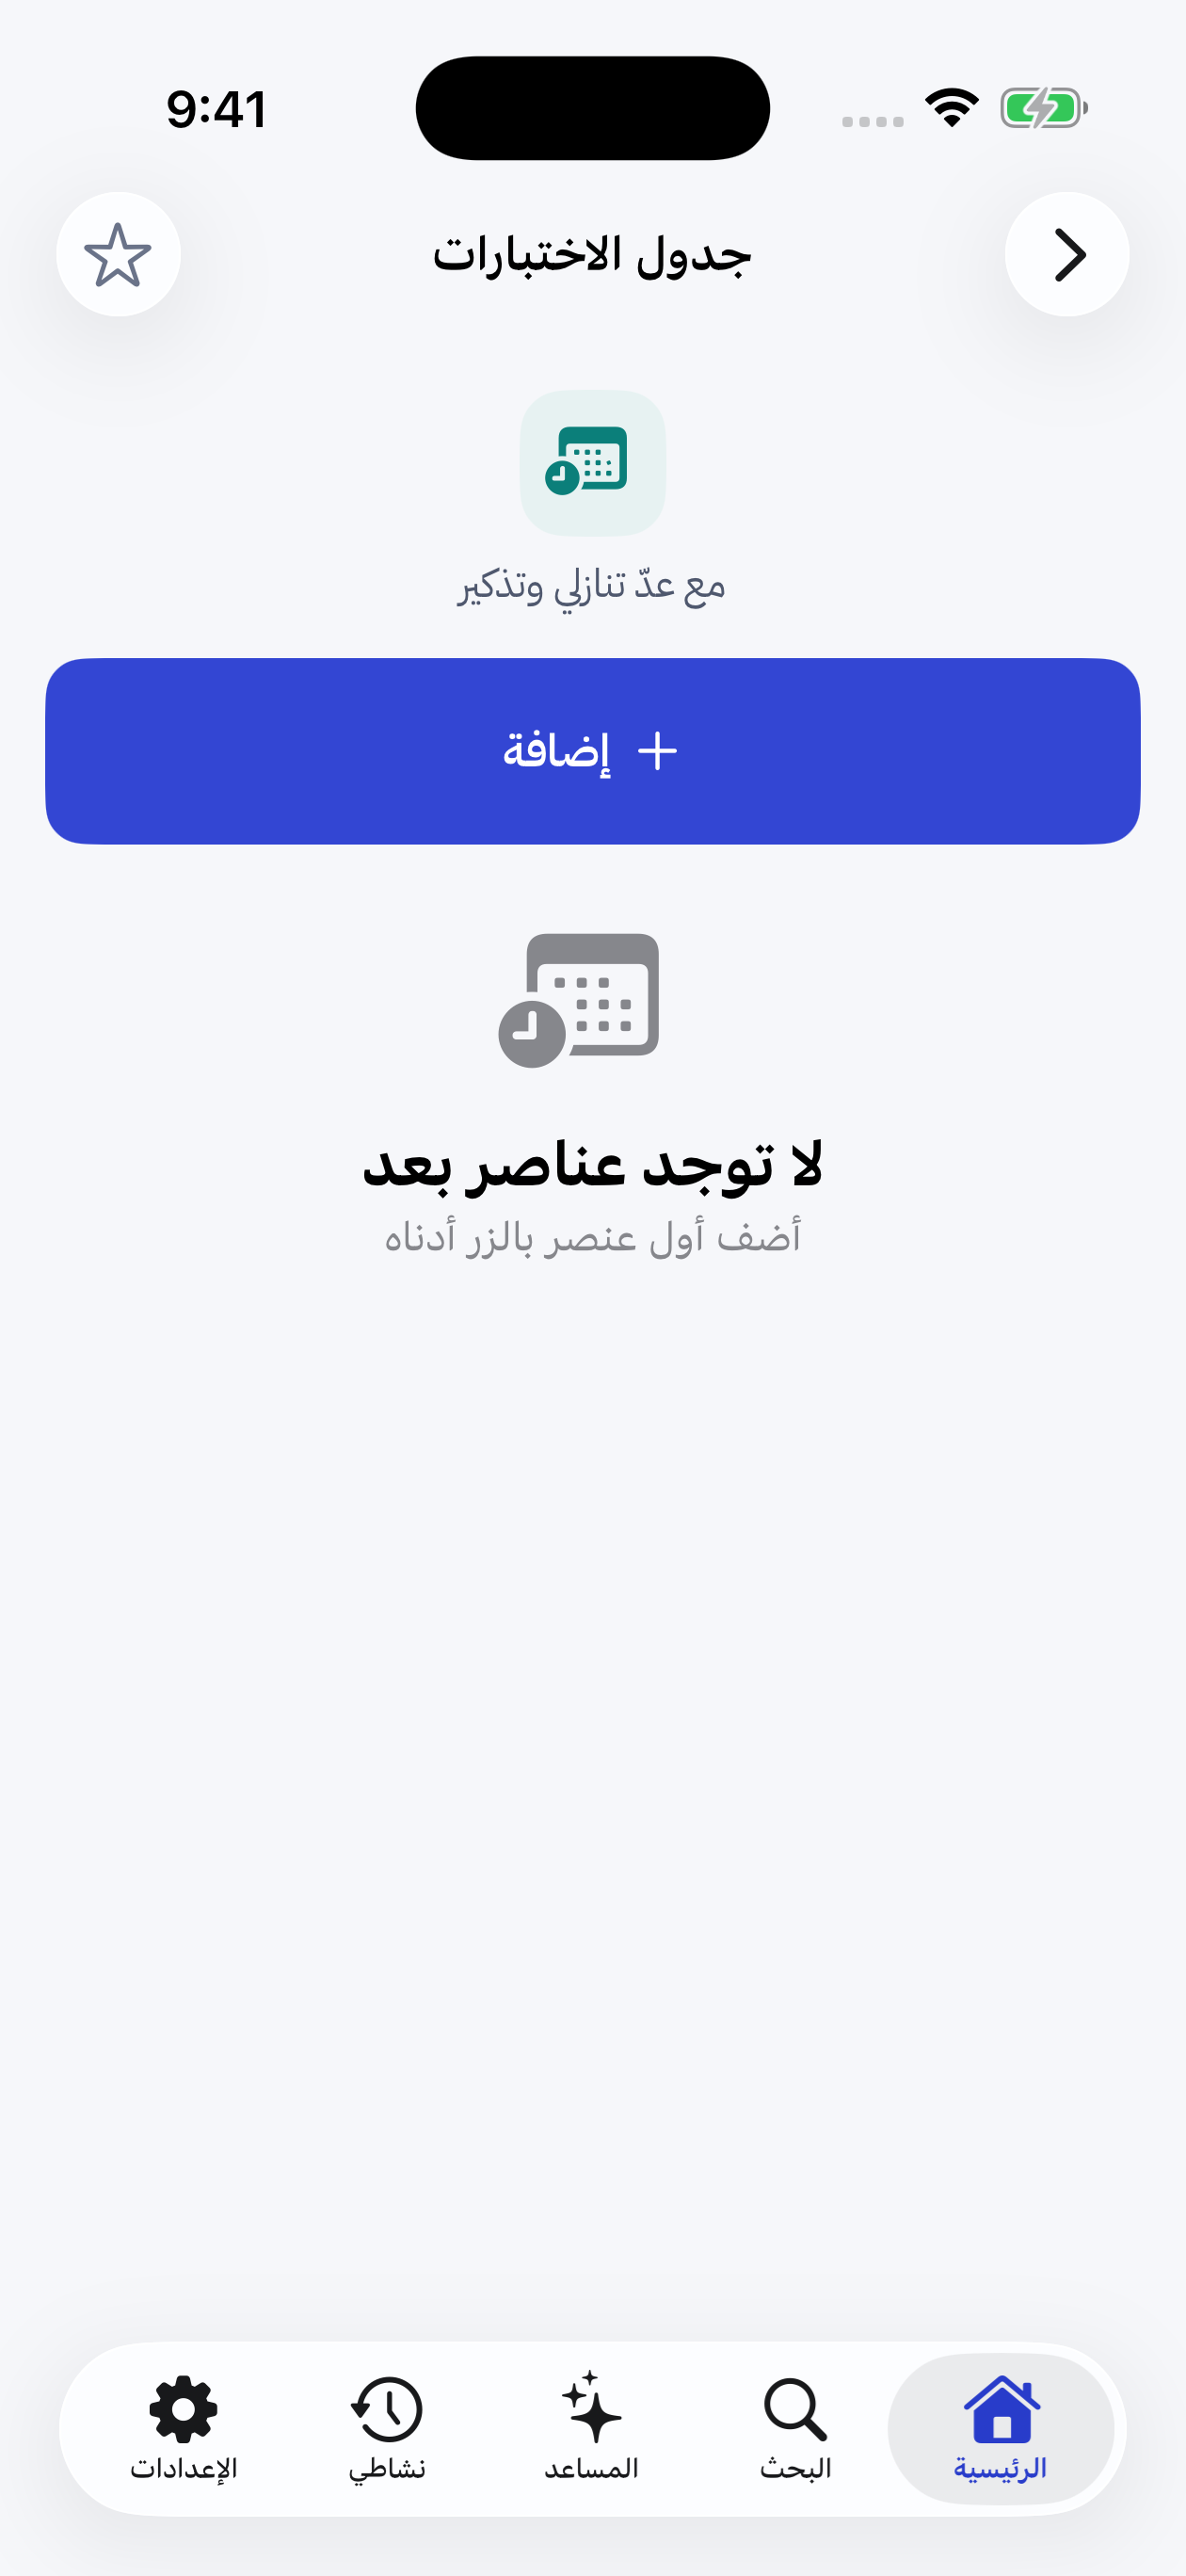 9:41
جدول الاختبارات
مع عدّ تنازلي وتذكير
إضافة
لا توجد عناصر بعد
أضف أول عنصر بالزر أدناه
الرئيسية
البحث
المساعد
نشاطي
الإعدادات